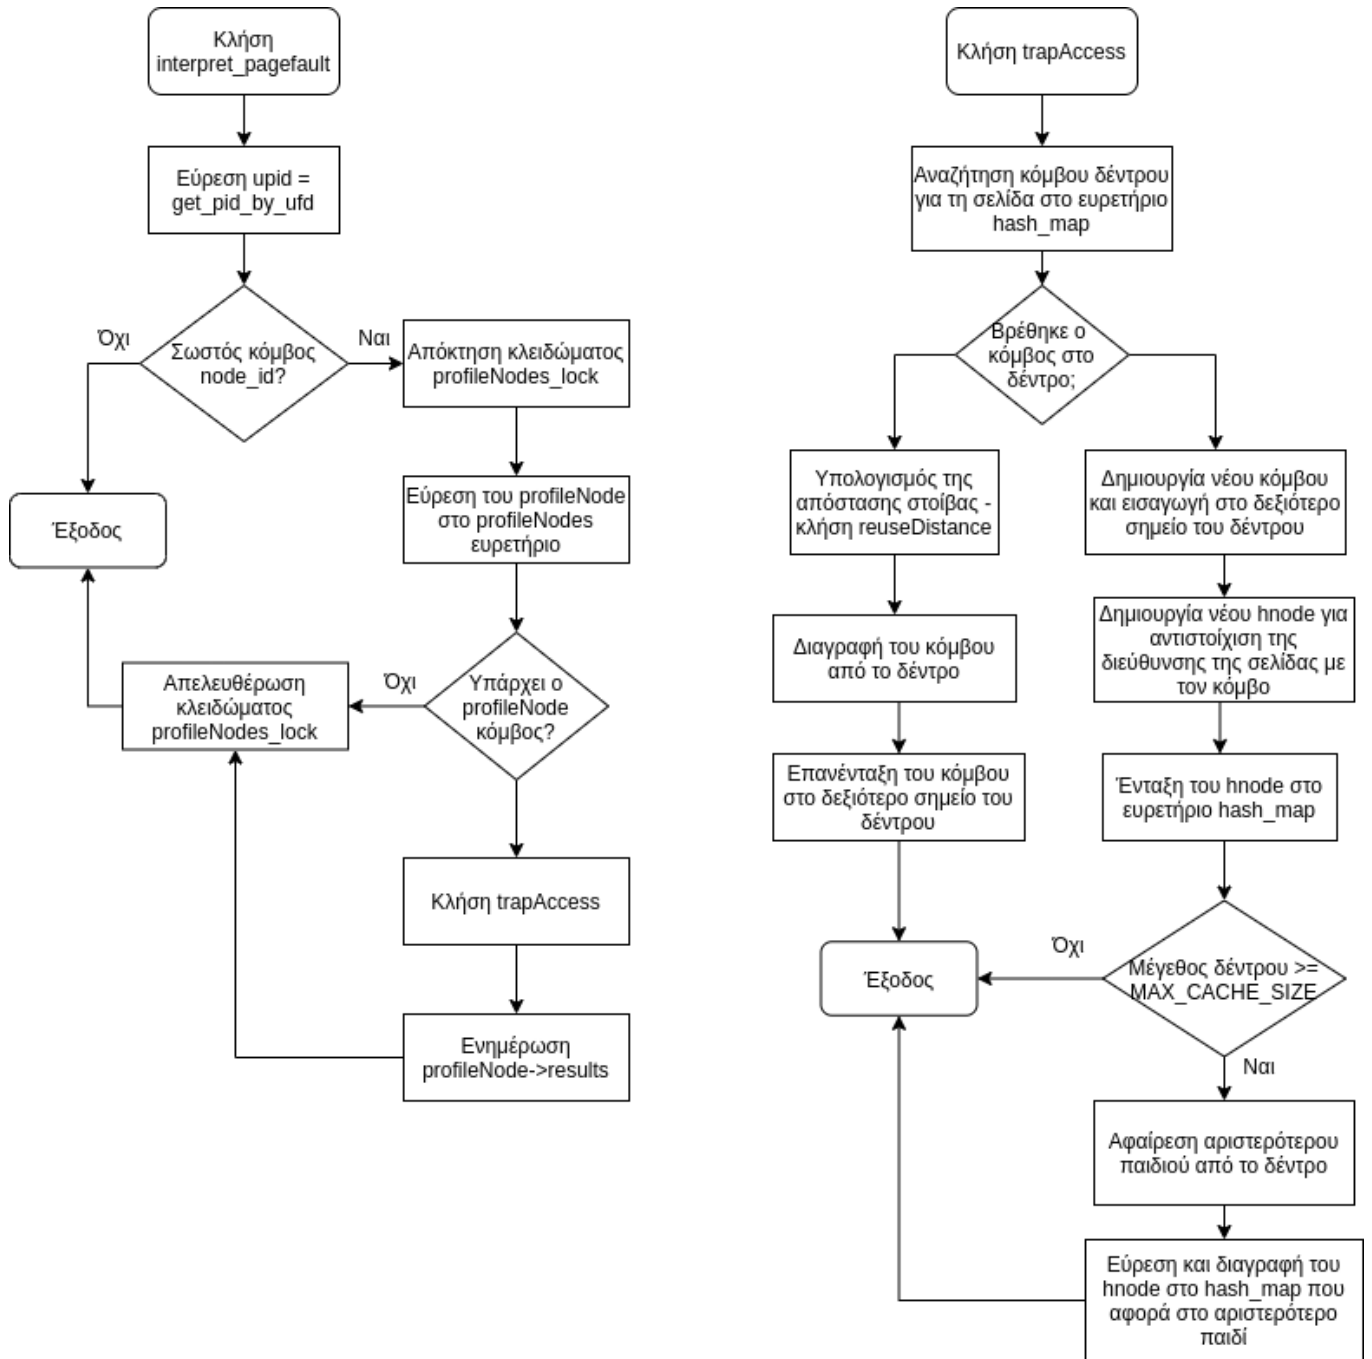 Κλήση
interpret_pagefault
Εύρεση upid =
get_pid_by_ufd
Όχι
Σωστός κόμβος
node_id?
Ναι
Απόκτηση κλειδώματος
profileNodes_lock
Έξοδος
Εύρεση του profileNode
στο profileNodes
ευρετήριο
Απελευθέρωση
κλειδώματος
profileNodes_lock
Όχι
Υπάρχει ο
profileNode
κόμβος?
Κλήση trapAccess
Ενημέρωση
profileNode->results
Κλήση trapAccess
Αναζήτηση κόμβου δέντρου
για τη σελίδα στο ευρετήριο
hash_map
Βρέθηκε ο
κόμβος στο
δέντρο;
Υπολογισμός της
απόστασης στοίβας -
κλήση reuseDistance
Διαγραφή του κόμβου
από το δέντρο
Επανένταξη του κόμβου
στο δεξιότερο σημείο του
δέντρου
Δημιουργία νέου κόμβου
και εισαγωγή στο δεξιότερο
σημείο του δέντρου
Δημιουργία νέου hnode για
αντιστοίχιση της
διεύθυνσης της σελίδας με
τον κόμβο
Ένταξη του hnode στο
ευρετήριο hash_map
Έξοδος
Όχι
Μέγεθος δέντρου >=
MAX_CACHE_SIZE
Ναι
Αφαίρεση αριστερότερου
παιδιού από το δέντρο
Εύρεση και διαγραφή του
hnode στο hash_map που
αφορά στο αριστερότερο
παιδί